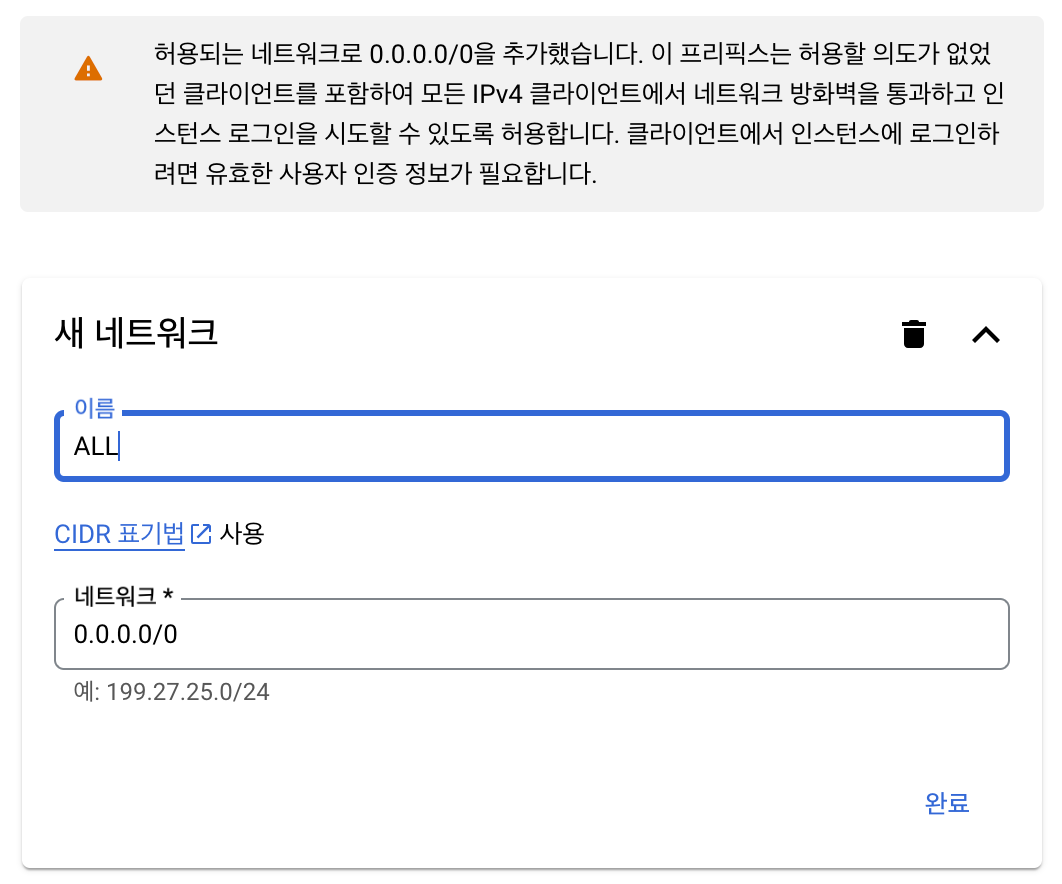 허용되는 네트워크로 0.0.0.0/0을 추가했습니다. 이 프리픽스는 허용할 의도가 없었
던 클라이언트를 포함하여 모든 IPv4 클라이언트에서 네트워크 방화벽을 통과하고 인
스턴스 로그인을 시도할 수 있도록 허용합니다. 클라이언트에서 인스턴스에 로그인하
려면 유효한 사용자 인증 정보가 필요합니다.
새 네트워크
이름
ALL
CIDR 표기법 사용
네트워크 *
0.0.0.0/0
예: 199.27.25.0/24
완료